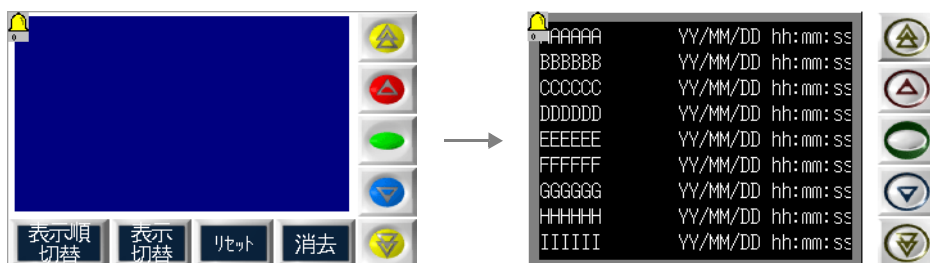 0
表示順
切替
表示
切替
リセット
消去
0
AAAAAA YY/MM/DD hh:mm:ss
BBBBBB YY/MM/DD hh:mm:ss
CCCCCC YY/MM/DD hh:mm:ss
DDDDDD YY/MM/DD hh:mm:ss
EEEEEE YY/MM/DD hh:mm:ss
FFFFFF YY/MM/DD hh:mm:ss
GGGGGG YY/MM/DD hh:mm:ss
HHHHHH YY/MM/DD hh:mm:ss
IIIIII YY/MM/DD hh:mm:ss